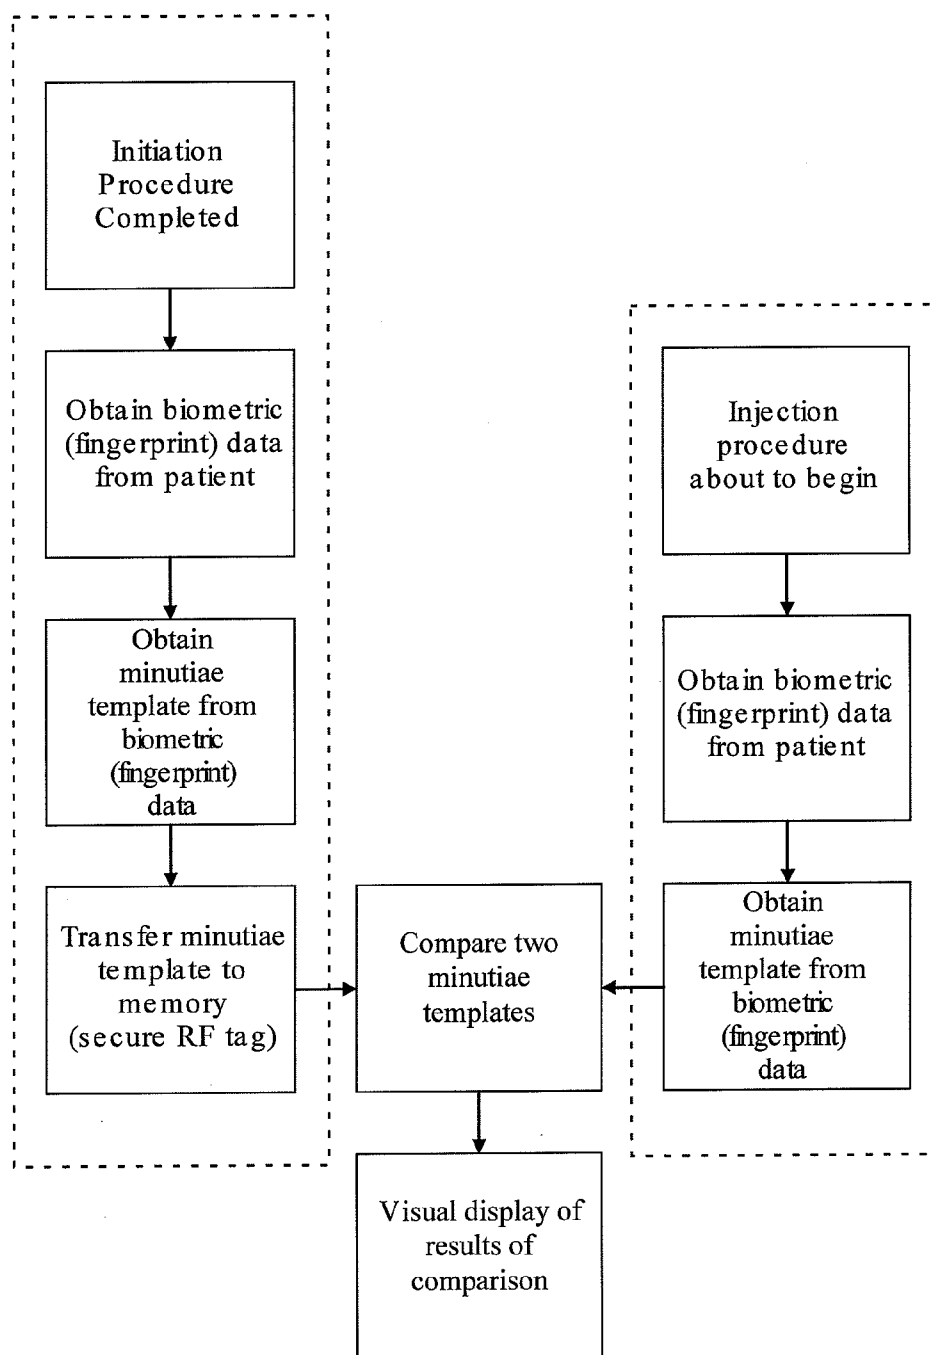 Initiation
Procedure
Completed
Obtain biometric
(fingerprint) data
from patient
Obtain
minutiae
template from
biometric
(fingerprint)
data
Transfer minutiae
template to
memory
(secure RF tag)
Injection
procedure
about to begin
Obtain biometric
(fingerprint) data
from patient
Obtain
minutiae
template from
biometric
(fingerprint)
data
Compare two
minutiae
templates
Visual display of
results of
comparison